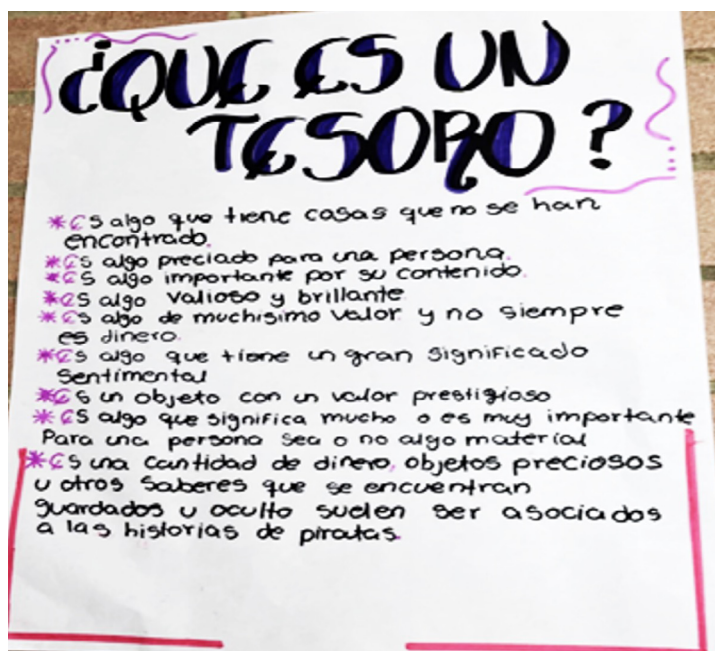 ¿QUE ES UN
TESORO?
*ES algo que tiene cosas que no se han
encontrado.
*ES algo preciado para una persona.
*ES algo importante por su contenido.
*ES algo valioso y brillante
*ES algo de muchisimo valor y no siempre
es dinero.
*ES algo que tiene un gran significado
sentimental
*ES un objeto con un valor prestigioso
*ES algo que significa mucho o es muy importante
Para una persona sea o no algo material
*ES una cantidad de dinero, objetos preciosos
u otros saberes que se encuentran
guardados u oculto suelen ser asociados
a las historias de piratas.